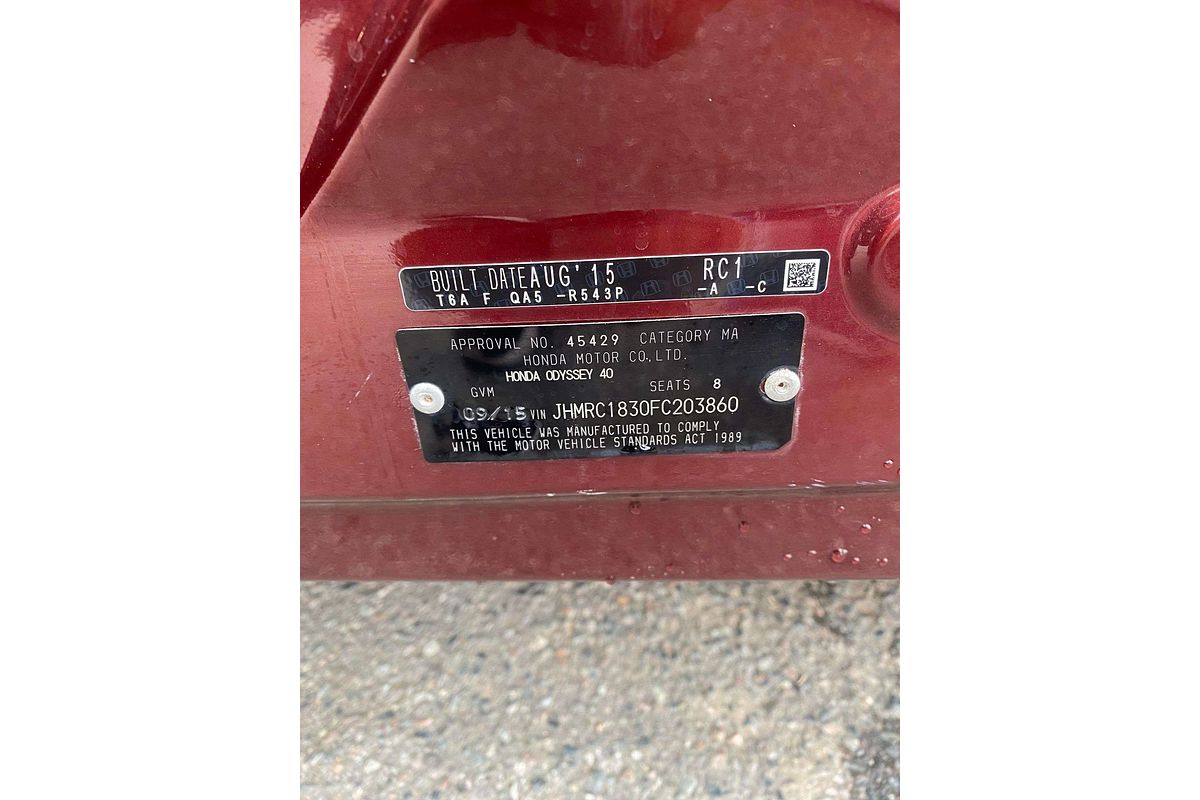 BUILT DATE AUG'15 RC1
T6A F QA5 -R543P -A -C
APPROVAL NO. 45429 CATEGORY MA
HONDA MOTOR CO.,LTD.
HONDA ODYSSEY 40
GVM SEATS 8
09/15 VIN JHMRC1830FC203860
THIS VEHICLE WAS MANUFACTURED TO COMPLY
WITH THE MOTOR VEHICLE STANDARDS ACT 1989